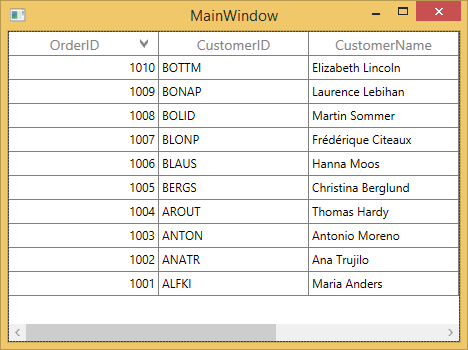 MainWindow
OrderID CustomerID CustomerName
1010 BOTTM Elizabeth Lincoln
1009 BONAP Laurence Lebihan
1008 BOLID Martin Sommer
1007 BLONP Frédérique Citeaux
1006 BLAUS Hanna Moos
1005 BERGS Christina Berglund
1004 AROUT Thomas Hardy
1003 ANTON Antonio Moreno
1002 ANATR Ana Trujilo
1001 ALFKI Maria Anders